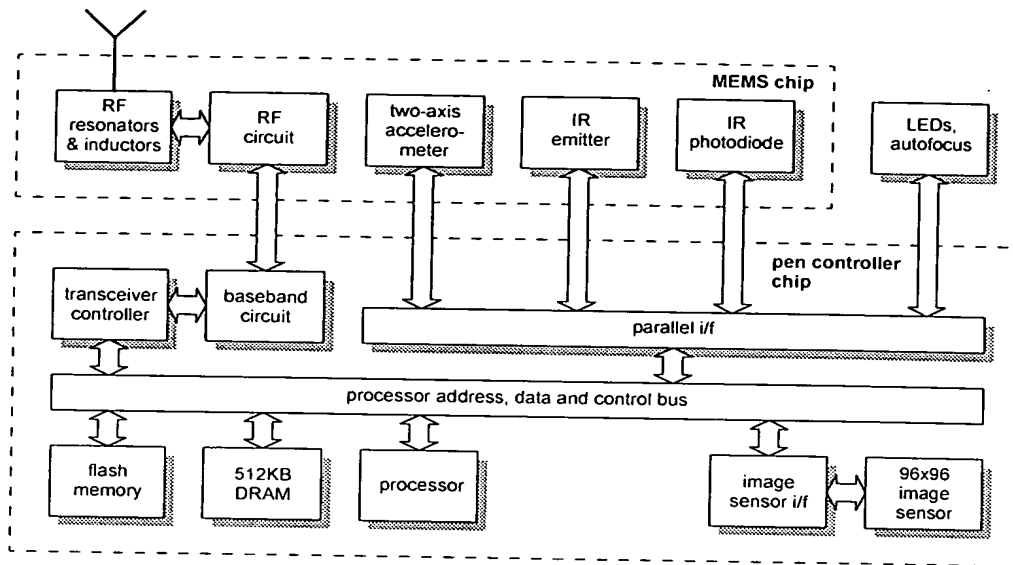 MEMS chip
RF
resonators
& inductors
RF
circuit
two-axis
accelero-
meter
IR
emitter
IR
photodiode
LEDs,
autofocus
pen controller
chip
transceiver
controller
baseband
circuit
parallel i/f
processor address, data and control bus
flash
memory
512KB
DRAM
processor
image
sensor i/f
96x96
image
sensor